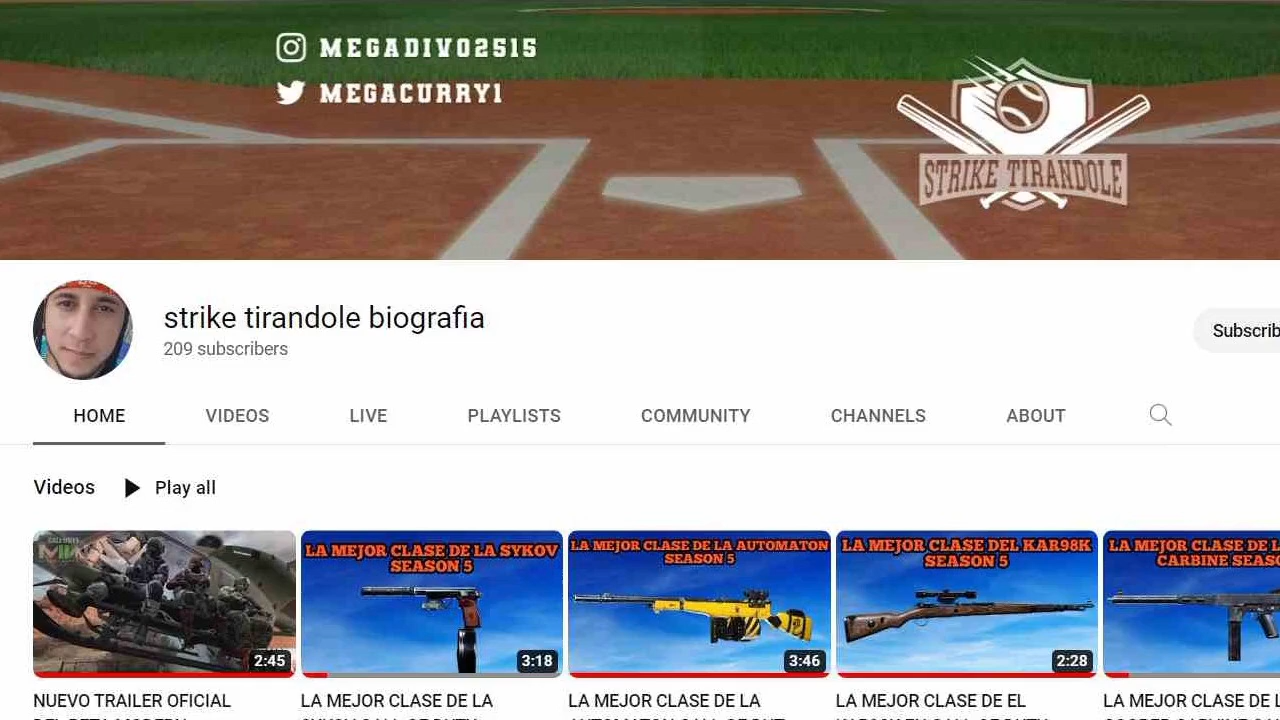 MEGADIVO2515
MEGACURRY1
STRIKE TIRANDOLE
strike tirandole biografia
209 subscribers
Subscrib
HOME
VIDEOS
LIVE
PLAYLISTS
COMMUNITY
CHANNELS
ABOUT
Videos
Play all
LA MEJOR CLASE DE LA SYKOV
SEASON 5
LA MEJOR CLASE DE LA AUTOMATON
SEASON 5
LA MEJOR CLASE DEL KAR98K
SEASON 5
LA MEJOR CLASE DE L
CARBINE SEASO
2:45
3:18
3:46
2:28
NUEVO TRAILER OFICIAL
LA MEJOR CLASE DE LA
LA MEJOR CLASE DE LA
LA MEJOR CLASE DE EL
LA MEJOR CLASE DE L